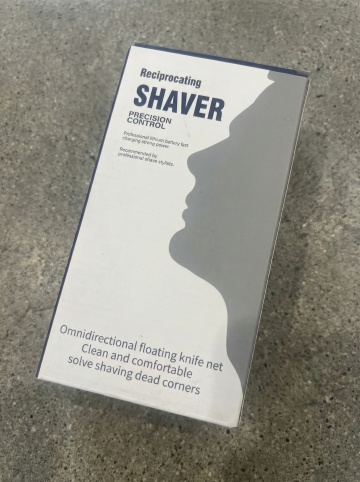 Reciprocating
SHAVER
PRECISION
CONTROL
Professional lithium battery fast
charging strong power.
Recommended by
professional shave stylists.
Omnidirectional floating knife net
Clean and comfortable
solve shaving dead corners